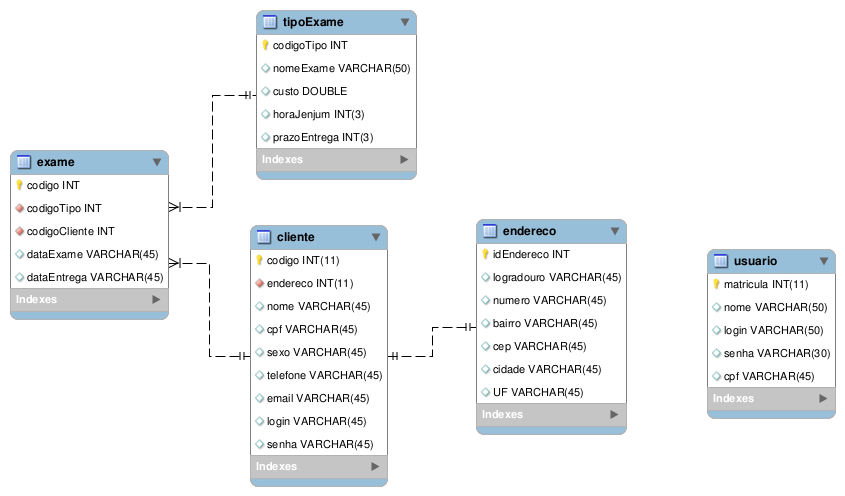 tipoExame
codigoTipo INT
nomeExame VARCHAR(50)
custo DOUBLE
horaJenjum INT(3)
prazoEntrega INT(3)
Indexes
exame
codigo INT
codigoTipo INT
codigoCliente INT
dataExame VARCHAR(45)
dataEntrega VARCHAR(45)
Indexes
cliente
codigo INT(11)
endereco INT(11)
nome VARCHAR(45)
cpf VARCHAR(45)
sexo VARCHAR(45)
telefone VARCHAR(45)
email VARCHAR(45)
login VARCHAR(45)
senha VARCHAR(45)
Indexes
endereco
idEndereco INT
logradouro VARCHAR(45)
numero VARCHAR(45)
bairro VARCHAR(45)
cep VARCHAR(45)
cidade VARCHAR(45)
UF VARCHAR(45)
Indexes
usuario
matricula INT(11)
nome VARCHAR(50)
login VARCHAR(50)
senha VARCHAR(30)
cpf VARCHAR(45)
Indexes